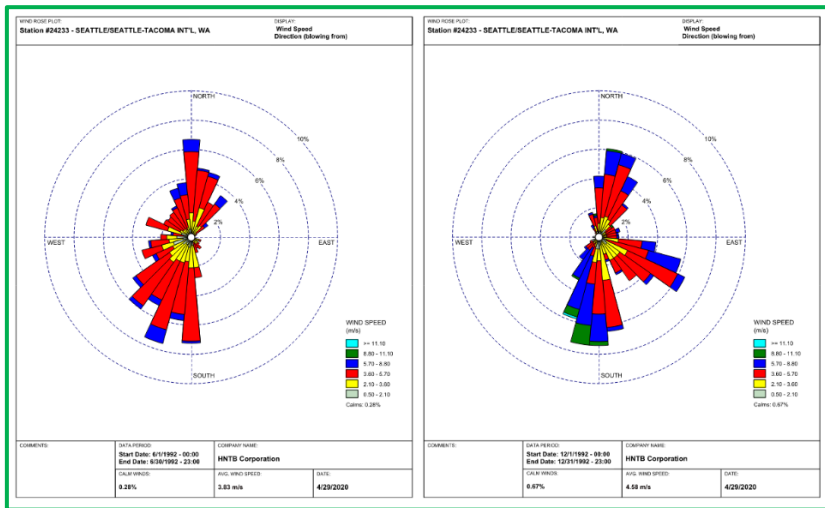 WIND ROSE PLOT:
Station #24233 - SEATTLE/SEATTLE-TACOMA INT'L, WA
DISPLAY:
Wind Speed
Direction (blowing from)
NORTH
10%
8%
6%
4%
2%
WEST
EAST
SOUTH
WIND SPEED
(m/s)
>= 11.10
8.80 - 11.10
5.70 - 8.80
3.60 - 5.70
2.10 - 3.60
0.50 - 2.10
Calms: 0.28%
COMMENTS:
DATA PERIOD:
Start Date: 6/1/1992 - 00:00
End Date: 6/30/1992 - 23:00
COMPANY NAME:
HNTB Corporation
CALM WINDS:
0.28%
AVG. WIND SPEED:
3.83 m/s
DATE:
4/29/2020
WIND ROSE PLOT:
Station #24233 - SEATTLE/SEATTLE-TACOMA INT'L, WA
DISPLAY:
Wind Speed
Direction (blowing from)
NORTH
10%
8%
6%
4%
2%
WEST
EAST
SOUTH
WIND SPEED
(m/s)
>= 11.10
8.80 - 11.10
5.70 - 8.80
3.60 - 5.70
2.10 - 3.60
0.50 - 2.10
Calms: 0.67%
COMMENTS:
DATA PERIOD:
Start Date: 12/1/1992 - 00:00
End Date: 12/31/1992 - 23:00
COMPANY NAME:
HNTB Corporation
CALM WINDS:
0.67%
AVG. WIND SPEED:
4.58 m/s
DATE:
4/29/2020